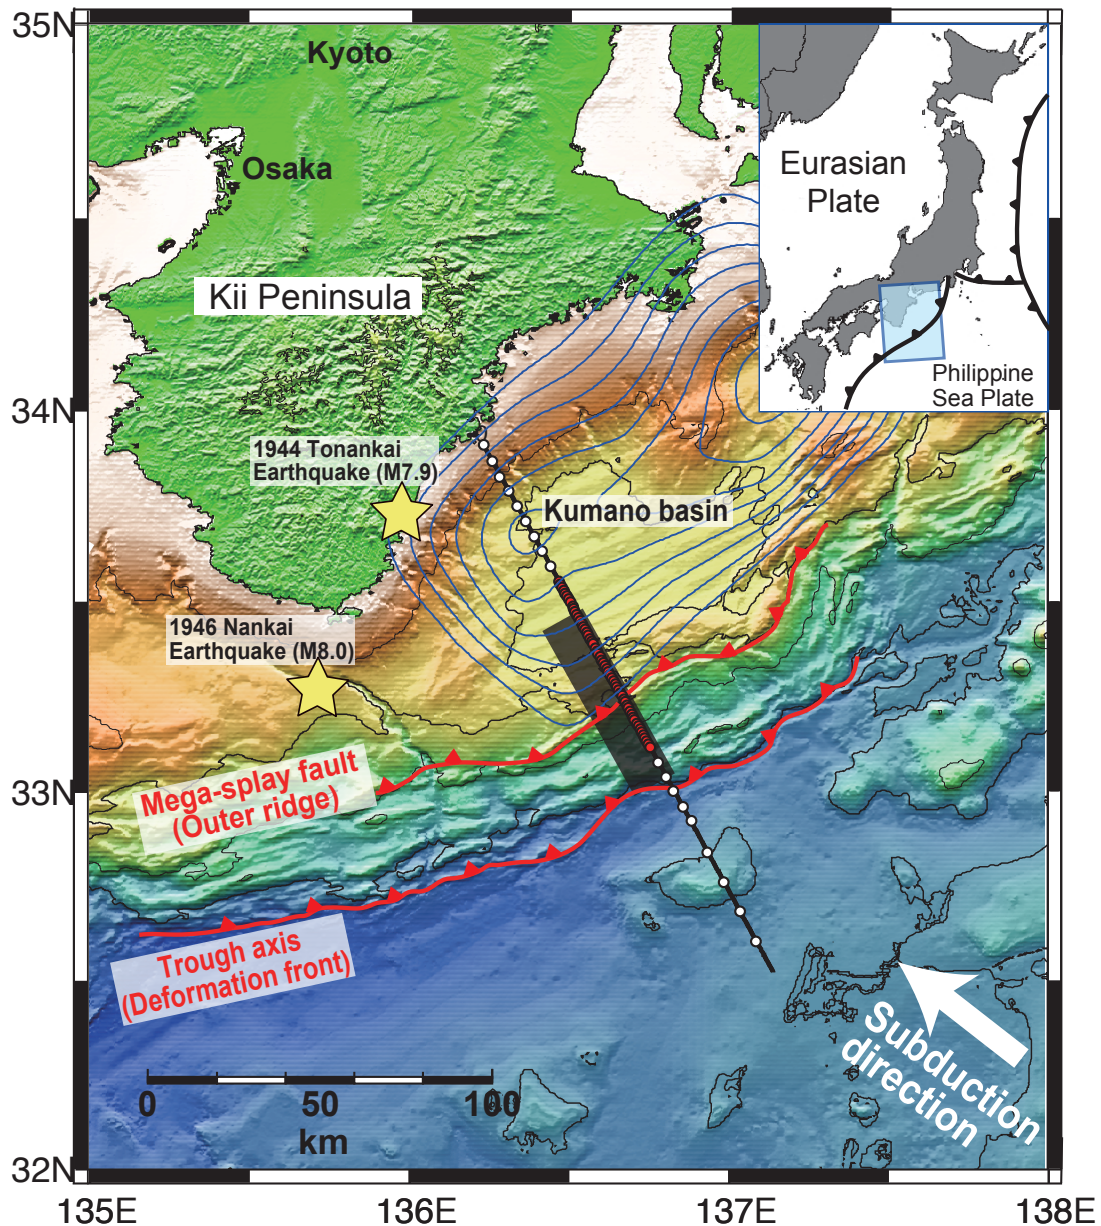 35N
Kyoto
Osaka
Eurasian
Plate
Kii Peninsula
Philippine
Sea Plate
34N
1944 Tonankai
Earthquake (M7.9)
Kumano basin
1946 Nankai
Earthquake (M8.0)
33N
Mega-splay fault
(Outer ridge)
Trough axis
(Deformation front)
Subduction
direction
0 50 100
km
32N
135E 136E 137E 138E